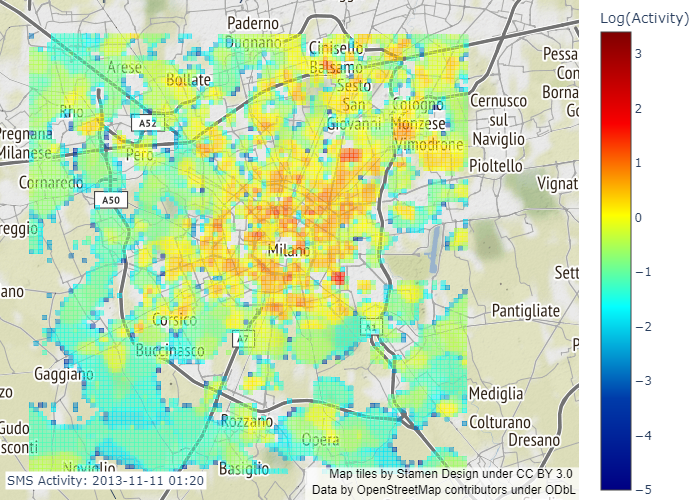 Log(Activity)
Paderno
Dugnano
Cinisello
Balsamo
Arese
Bollate
Sesto
San
Giovanni
Cologno
Monzese
Vimodrone
Cernusco
sul
Naviglio
Pessa
Con
Borna
Go
Rho
A52
Pregnana
Milanese
Pero
Pioltello
Cornaredo
Vignat
A50
reggio
Milano
Sett
ano
Pantigliate
Corsico
A7
A1
Buccinasco
P
Gaggiano
zo
Mediglia
Rozzano
Colturano
Gudo
sconti
Opera
Dresano
Noviglio
Basiglio
SMS Activity: 2013-11-11 01:20
Map tiles by Stamen Design under CC BY 3.0
Data by OpenStreetMap contributors under ODbL
3
2
1
0
−1
−2
−3
−4
−5